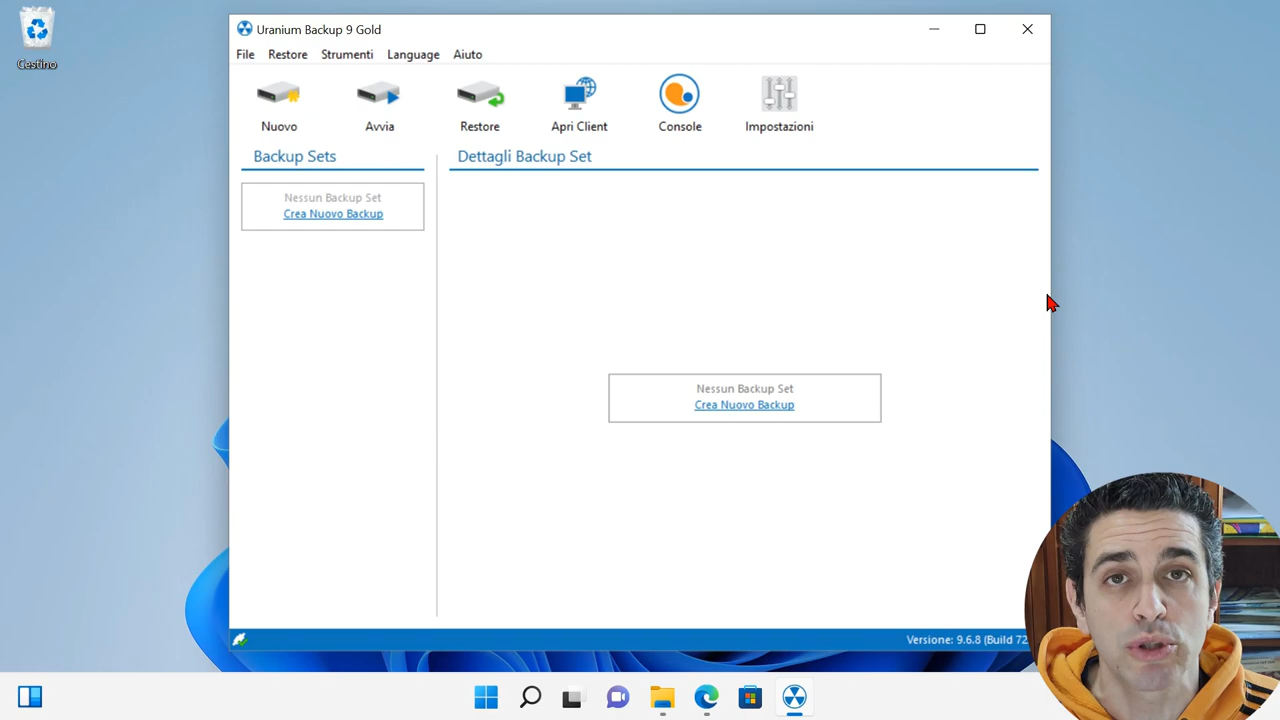 Cestino
Uranium Backup 9 Gold
File Restore Strumenti Language Aiuto
Nuovo Avvia Restore Apri Client Console Impostazioni
Backup Sets
Dettagli Backup Set
Nessun Backup Set
Crea Nuovo Backup
Nessun Backup Set
Crea Nuovo Backup
Versione: 9.6.8 (Build 72